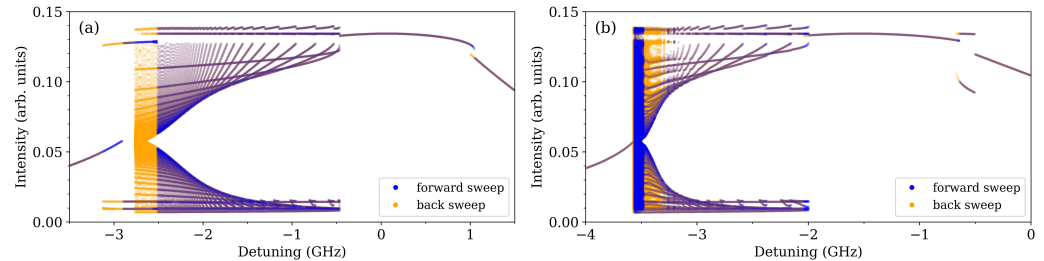 (a)
Intensity (arb. units)
0.15
0.10
0.05
0.00
forward sweep
back sweep
−3
−2
−1
0
1
Detuning (GHz)
(b)
Intensity (arb. units)
0.15
0.10
0.05
0.00
forward sweep
back sweep
−4
−3
−2
−1
0
Detuning (GHz)